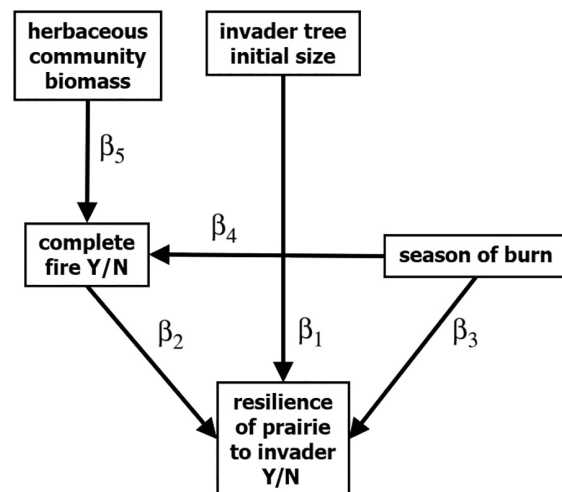 herbaceous
community
biomass
invader tree
initial size
β5
complete
fire Y/N
β4
season of burn
β2
β1
β3
resilience
of prairie
to invader
Y/N